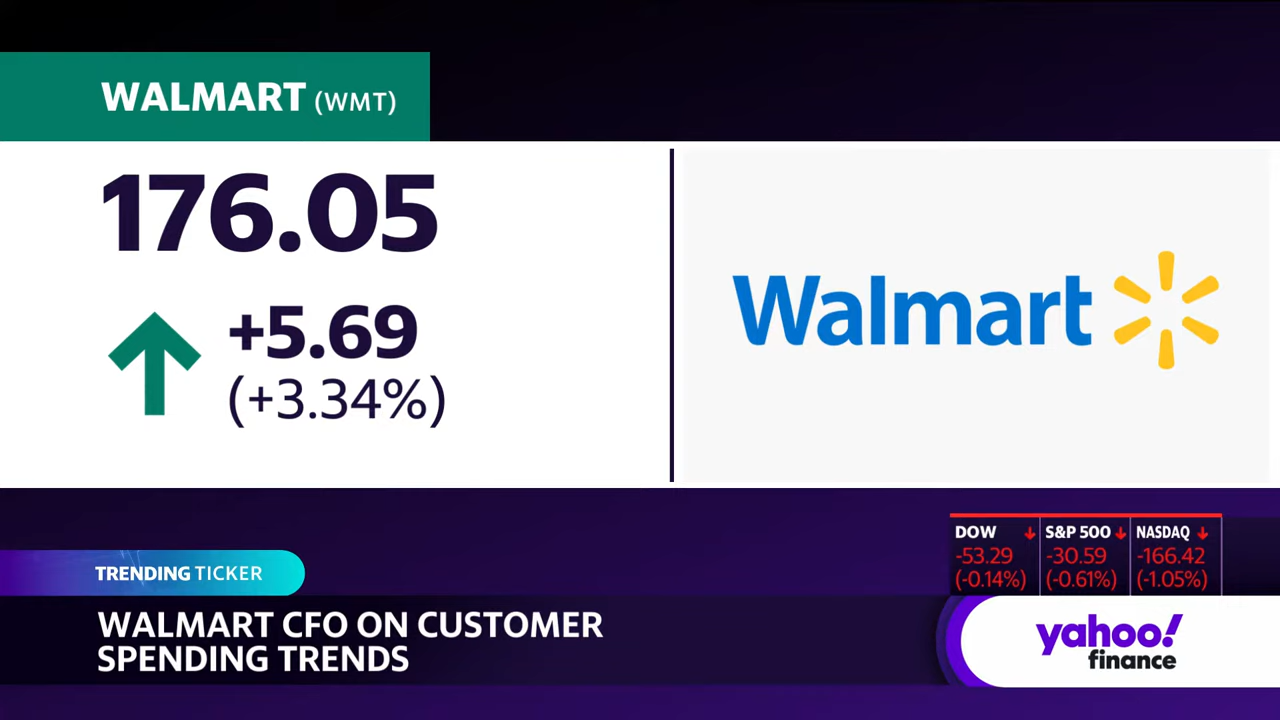 WALMART (WMT)
176.05
+5.69
(+3.34%)
Walmart
DOW
-53.29
(-0.14%)
S&P 500
-30.59
(-0.61%)
NASDAQ
-166.42
(-1.05%)
TRENDING TICKER
WALMART CFO ON CUSTOMER
SPENDING TRENDS
yahoo!
finance